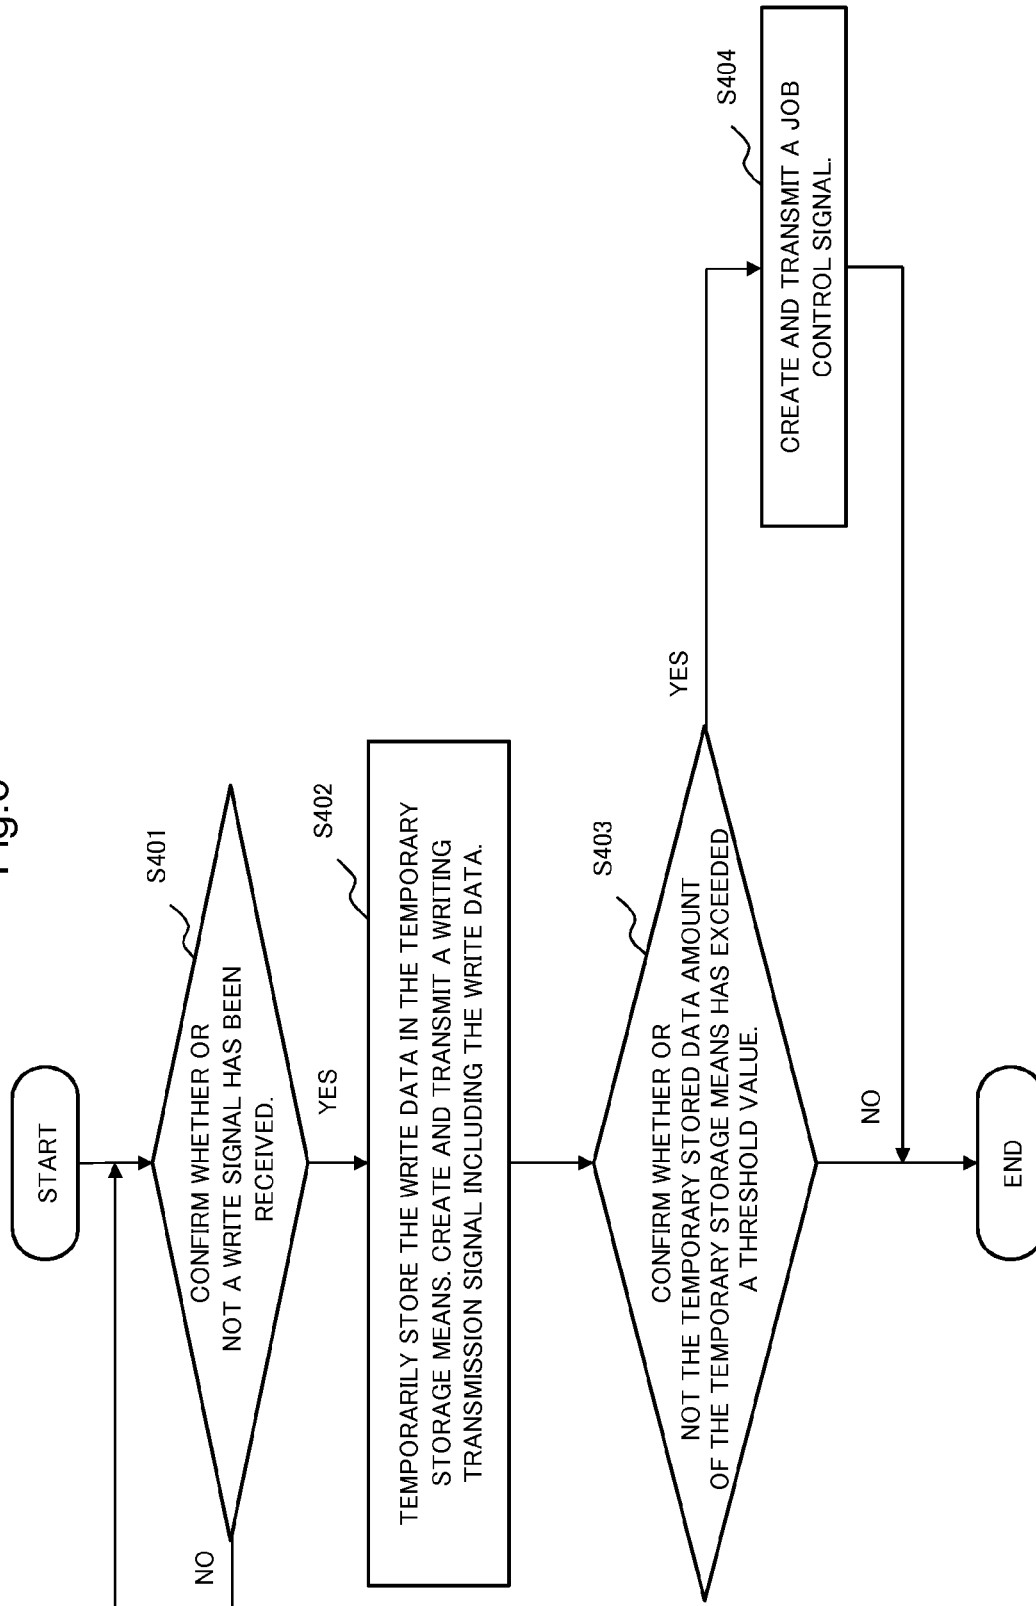 START
S401
CONFIRM WHETHER OR
NOT A WRITE SIGNAL HAS BEEN
RECEIVED.
NO
YES
S402
TEMPORARILY STORE THE WRITE DATA IN THE TEMPORARY
STORAGE MEANS. CREATE AND TRANSMIT A WRITING
TRANSMISSION SIGNAL INCLUDING THE WRITE DATA.
S403
CONFIRM WHETHER OR
NOT THE TEMPORARY STORED DATA AMOUNT
OF THE TEMPORARY STORAGE MEANS HAS EXCEEDED
A THRESHOLD VALUE.
YES
S404
CREATE AND TRANSMIT A JOB
CONTROL SIGNAL.
NO
END